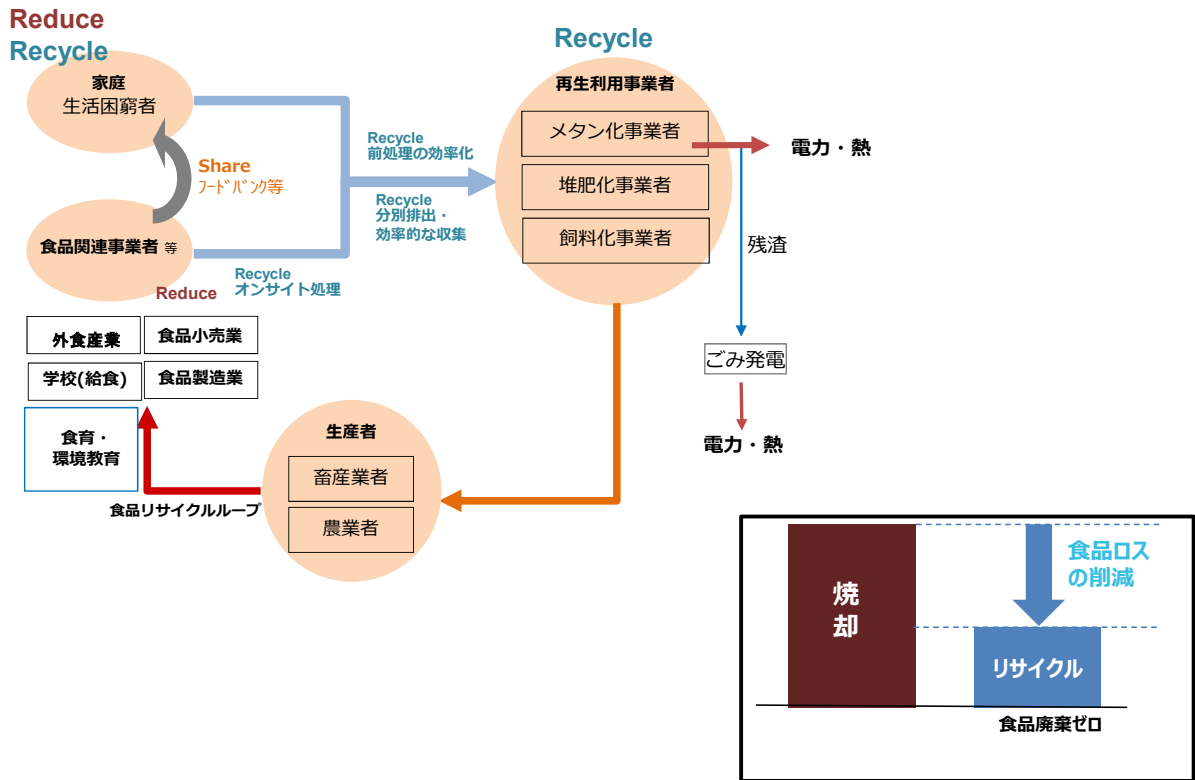 Reduce
Recycle
家庭
生活困窮者
Share
フードバンク等
食品関連事業者 等
Reduce
Recycle
オンサイト処理
Recycle
前処理の効率化
Recycle
分別排出・
効率的な収集
Recycle
再生利用事業者
メタン化事業者
堆肥化事業者
飼料化事業者
電力・熱
残渣
ごみ発電
電力・熱
外食産業
食品小売業
学校(給食)
食品製造業
食育・
環境教育
食品リサイクルループ
生産者
畜産業者
農業者
焼
却
食品ロス
の削減
リサイクル
食品廃棄ゼロ